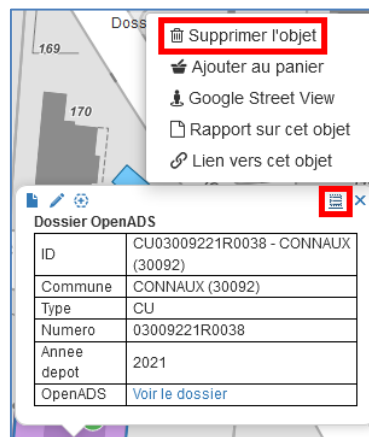 Doss
Supprimer l'objet
169
Ajouter au panier
Google Street View
170
Rapport sur cet objet
Lien vers cet objet
Dossier OpenADS
ID CU03009221R0038 - CONNAUX
(30092)
Commune CONNAUX (30092)
Type CU
Numero 03009221R0038
Annee
depot 2021
OpenADS Voir le dossier